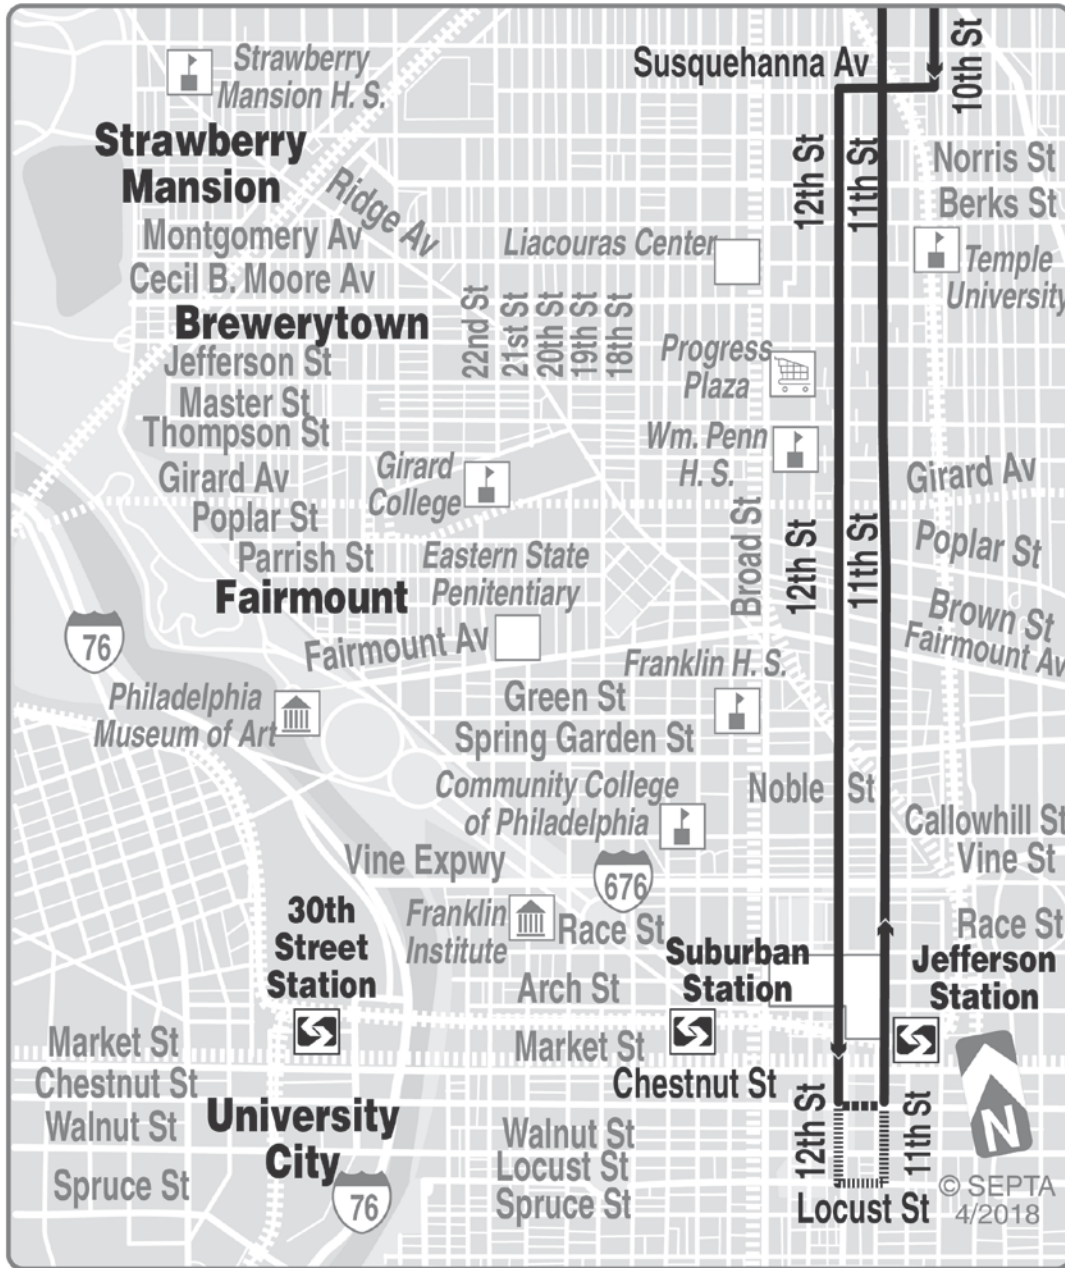 Susquehanna Av
10th St
Strawberry
Mansion H. S.
Strawberry
Mansion
12th St
11th St
Norris St
Berks St
Ridge Av
Montgomery Av
Liacouras Center
Temple
University
Cecil B. Moore Av
Brewerytown
22nd St
21st St
20th St
19th St
18th St
Jefferson St
Progress
Plaza
Master St
Thompson St
Wm. Penn
H. S.
Girard Av
Girard
College
Girard Av
Poplar St
Broad St
12th St
11th St
Poplar St
Parrish St
Eastern State
Penitentiary
Fairmount
Brown St
Fairmount Av
76
Fairmount Av
Franklin H. S.
Philadelphia
Museum of Art
Green St
Spring Garden St
Community College
of Philadelphia
Noble St
Callowhill St
Vine St
Vine Expwy
676
30th
Street
Station
Franklin
Institute
Race St
Race St
Suburban
Station
Jefferson
Station
Arch St
Market St
Market St
Chestnut St
Chestnut St
12th St
11th St
N
Walnut St
University
City
Walnut St
Locust St
Spruce St
Spruce St
76
Locust St
© SEPTA
4/2018